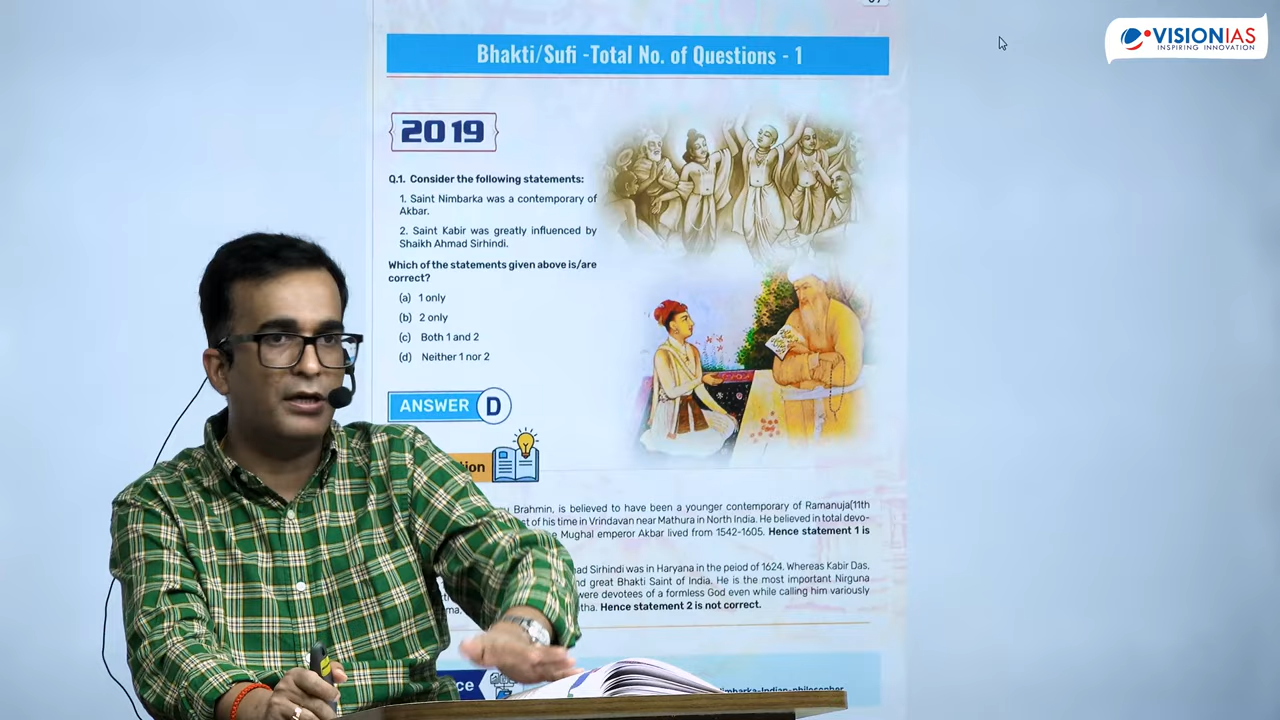 VISIONIAS
INSPIRING INNOVATION
Bhakti/Sufi -Total No. of Questions - 1
2019
Q.1. Consider the following statements:
1. Saint Nimbarka was a contemporary of
Akbar.
2. Saint Kabir was greatly influenced by
Shaikh Ahmad Sirhindi.
Which of the statements given above is/are
correct?
(a) 1 only
(b) 2 only
(c) Both 1 and 2
(d) Neither 1 nor 2
ANSWER D
Brahmin, is believed to have been a younger contemporary of Ramanuja(11th
of his time in Vrindavan near Mathura in North India. He believed in total devo-
Mughal emperor Akbar lived from 1542-1605. Hence statement 1 is
Sirhindi was in Haryana in the peiod of 1624. Whereas Kabir Das,
great Bhakti Saint of India. He is the most important Nirguna
were devotees of a formless God even while calling him variously
Hence statement 2 is not correct.